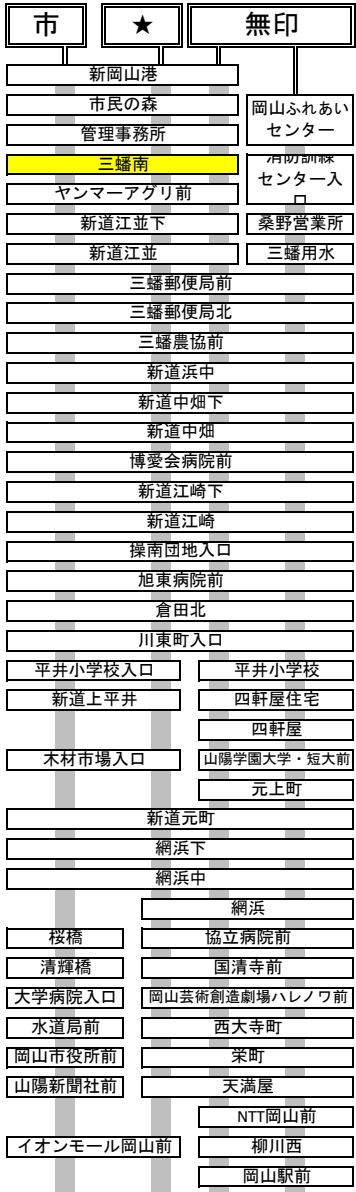 市 ★ 無印
新岡山港
市民の森 岡山ふれあい
センター
管理事務所
三蟠南 消防訓練
センター入
口
ヤンマーアグリ前
新道江並下 桑野営業所
新道江並 三蟠用水
三蟠郵便局前
三蟠郵便局北
三蟠農協前
新道浜中
新道中畑下
新道中畑
博愛会病院前
新道江崎下
新道江崎
操南団地入口
旭東病院前
倉田北
川東町入口
平井小学校入口 平井小学校
新道上平井 四軒屋住宅
四軒屋
木材市場入口 山陽学園大学・短大前
元上町
新道元町
網浜下
網浜中
網浜
桜橋 協立病院前
清輝橋 国清寺前
大学病院入口 岡山芸術創造劇場ハレノワ前
水道局前 西大寺町
岡山市役所前 栄町
山陽新聞社前 天満屋
NTT岡山前
イオンモール岡山前 柳川西
岡山駅前